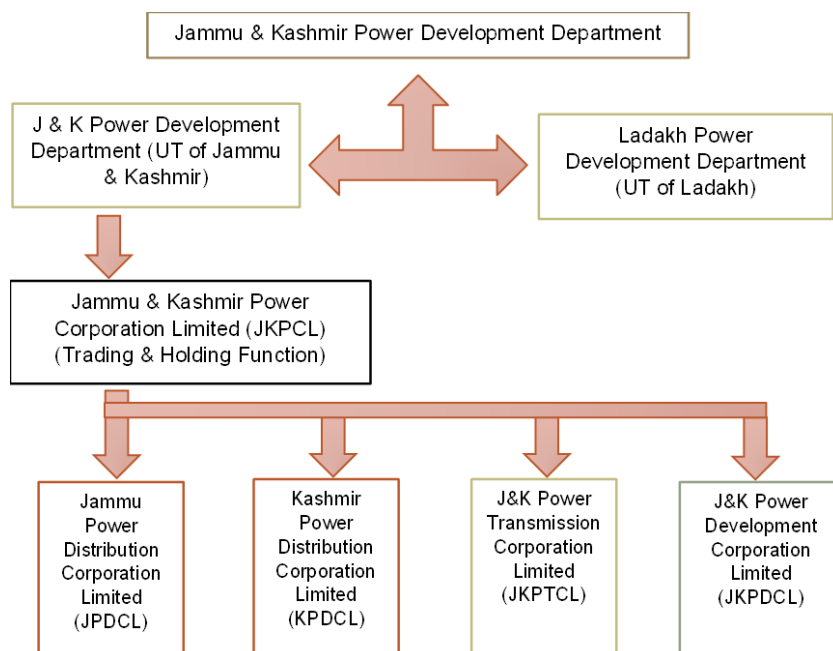 Jammu & Kashmir Power Development Department
J & K Power Development
Department (UT of Jammu
& Kashmir)
Ladakh Power
Development Department
(UT of Ladakh)
Jammu & Kashmir Power
Corporation Limited (JKPCL)
(Trading & Holding Function)
Jammu
Power
Distribution
Corporation
Limited
(JPDCL)
Kashmir
Power
Distribution
Corporation
Limited
(KPDCL)
J&K Power
Transmission
Corporation
Limited
(JKPTCL)
J&K Power
Development
Corporation
Limited
(JKPDCL)